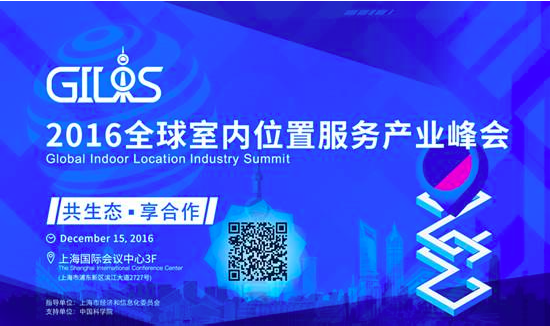 GILIS
2016全球室内位置服务产业峰会
Global Indoor Location Industry Summit
共生态·享合作
December 15, 2016
上海国际会议中心3F
The Shanghai International Conference Center
(上海市浦东新区滨江大道2727号)
指导单位：上海市经济和信息化委员会
支持单位：中国科学院